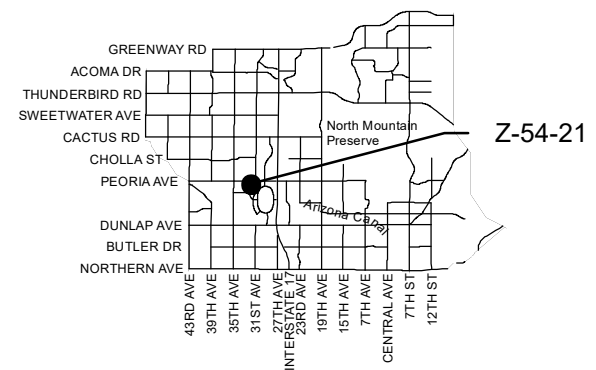 GREENWAY RD
ACOMA DR
THUNDERBIRD RD
SWEETWATER AVE
CACTUS RD
CHOLLA ST
PEORIA AVE
DUNLAP AVE
BUTLER DR
NORTHERN AVE
North Mountain
Preserve
Z-54-21
Arizona Canal
43RD AVE
39TH AVE
35TH AVE
31ST AVE
27TH AVE
INTERSTATE 17
23RD AVE
19TH AVE
15TH AVE
7TH AVE
CENTRAL AVE
7TH ST
12TH ST